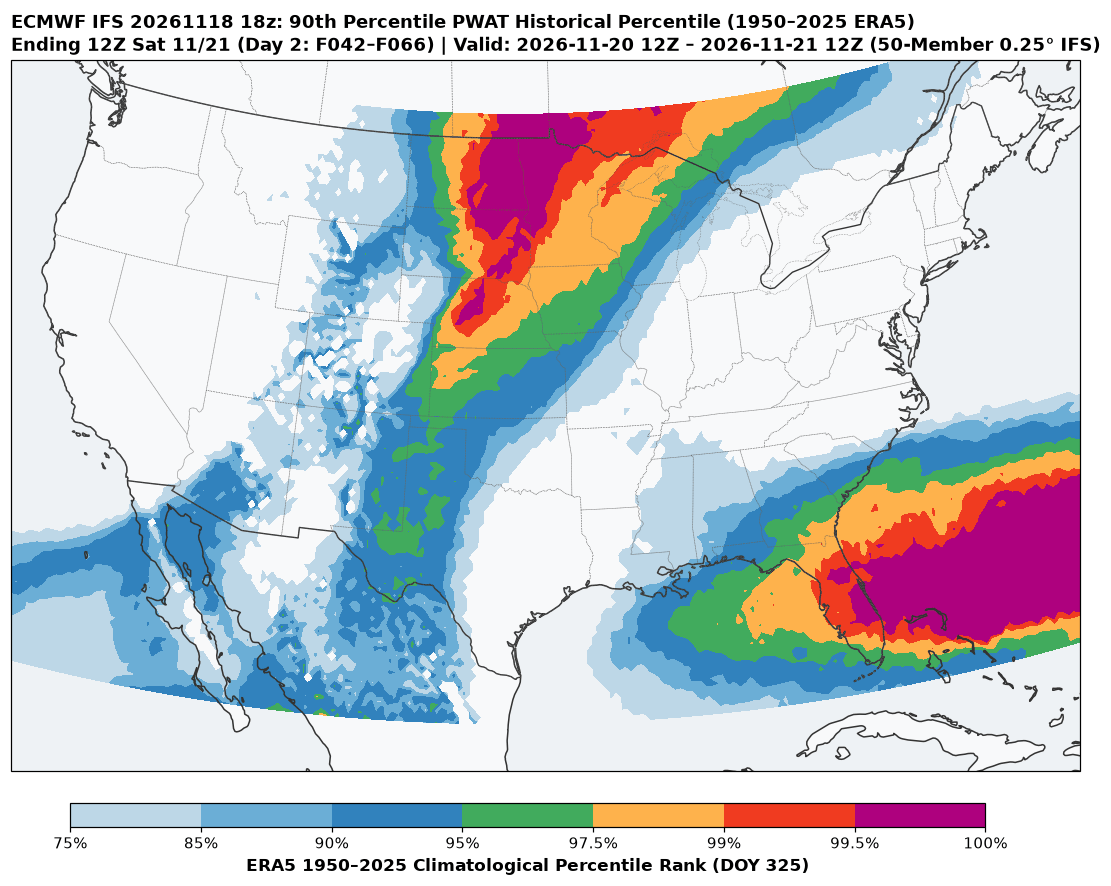 ECMWF IFS 20261118 18z: 90th Percentile PWAT Historical Percentile (1950–2025 ERA5)
Ending 12Z Sat 11/21 (Day 2: F042–F066) | Valid: 2026-11-20 12Z – 2026-11-21 12Z (50-Member 0.25° IFS)
75% 85% 90% 95% 97.5% 99% 99.5% 100%
ERA5 1950–2025 Climatological Percentile Rank (DOY 325)